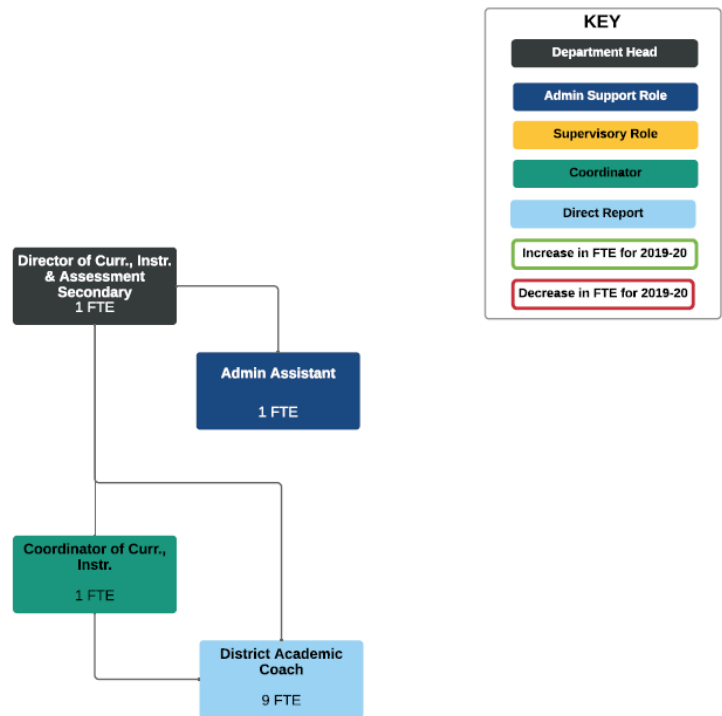 KEY
Department Head
Admin Support Role
Supervisory Role
Coordinator
Direct Report
Increase in FTE for 2019-20
Decrease in FTE for 2019-20
Director of Curr., Instr.
& Assessment
Secondary
1 FTE
Admin Assistant
1 FTE
Coordinator of Curr.,
Instr.
1 FTE
District Academic
Coach
9 FTE